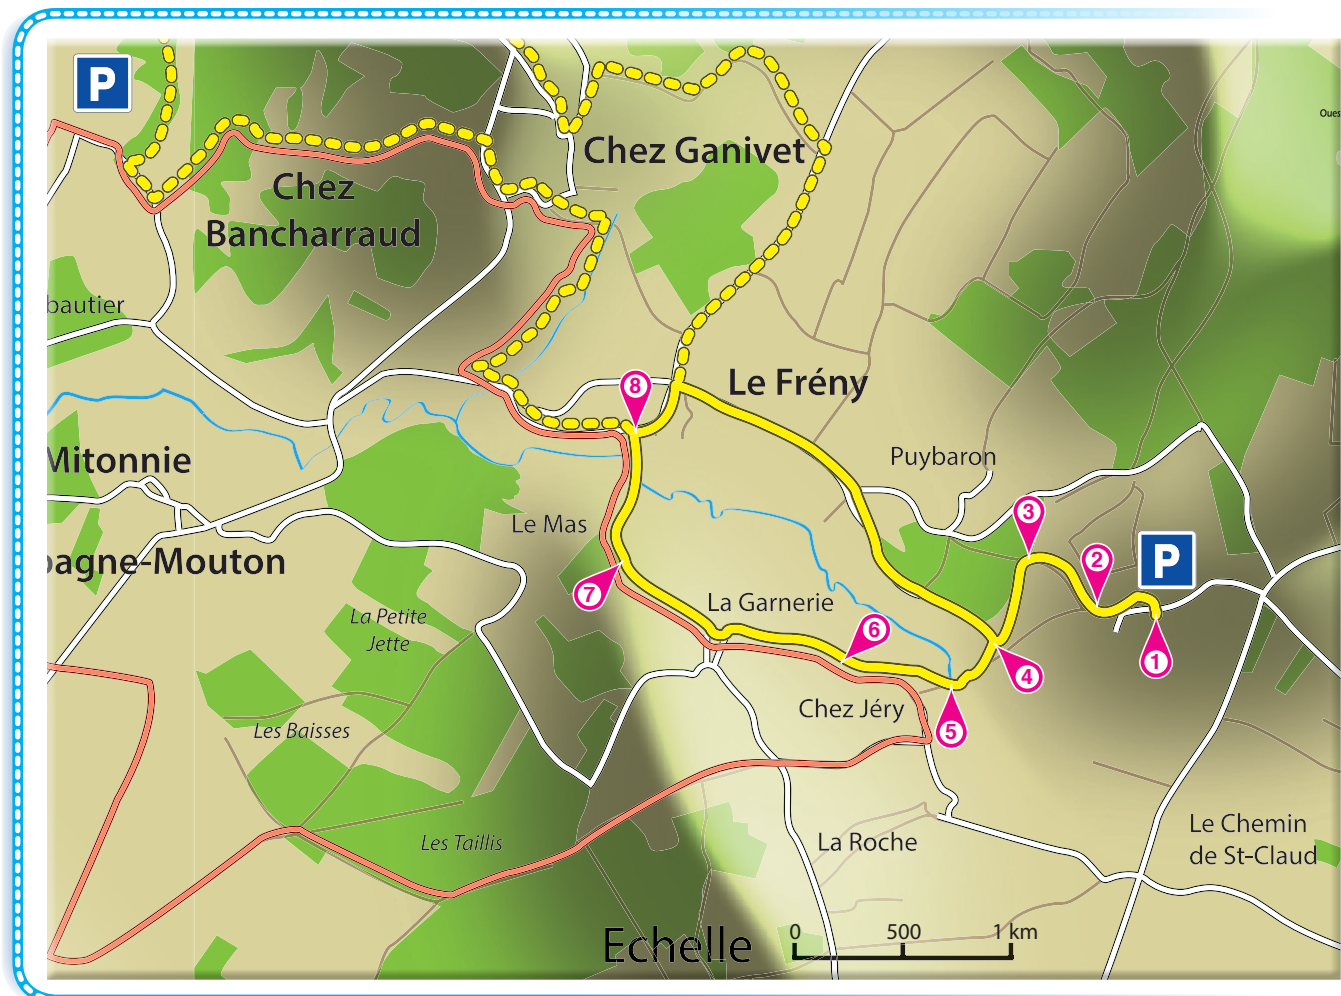 P
Oues
Chez Ganivet
Chez
Bancharraud
bautier
8
Le Frény
Mitonnie
Puybaron
Le Mas
3
2
P
pagne-Mouton
7
La Garnerie
La Petite
Jette
6
1
4
Chez Jéry
5
Les Baisses
Les Taillis
La Roche
Le Chemin
de St-Claud
Echelle
0 500 1 km